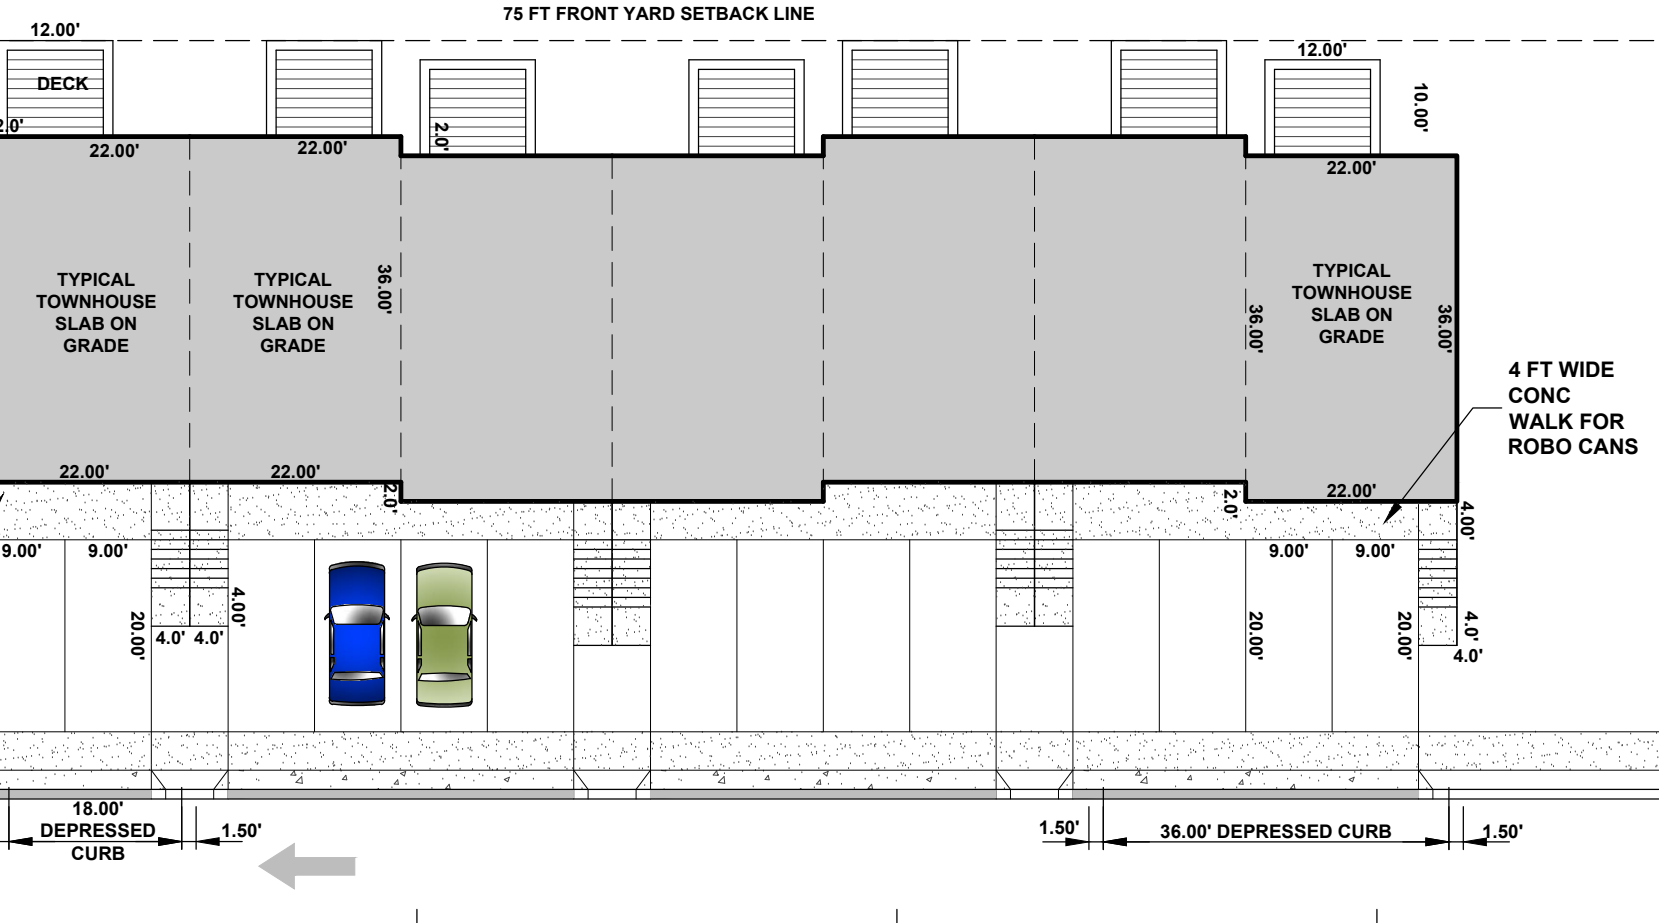 75 FT FRONT YARD SETBACK LINE
12.00'
12.00'
DECK
10.00'
2.0'
2.0'
22.00'
22.00'
22.00'
TYPICAL
TOWNHOUSE
SLAB ON
GRADE
TYPICAL
TOWNHOUSE
SLAB ON
GRADE
36.00'
36.00'
TYPICAL
TOWNHOUSE
SLAB ON
GRADE
36.00'
4 FT WIDE
CONC
WALK FOR
ROBO CANS
22.00'
22.00'
2.0'
2.0'
22.00'
4.00'
9.00'
9.00'
9.00'
9.00'
20.00'
4.0'
4.0'
4.00'
20.00'
20.00'
4.0'
4.0'
18.00'
DEPRESSED
CURB
1.50'
1.50'
36.00' DEPRESSED CURB
1.50'